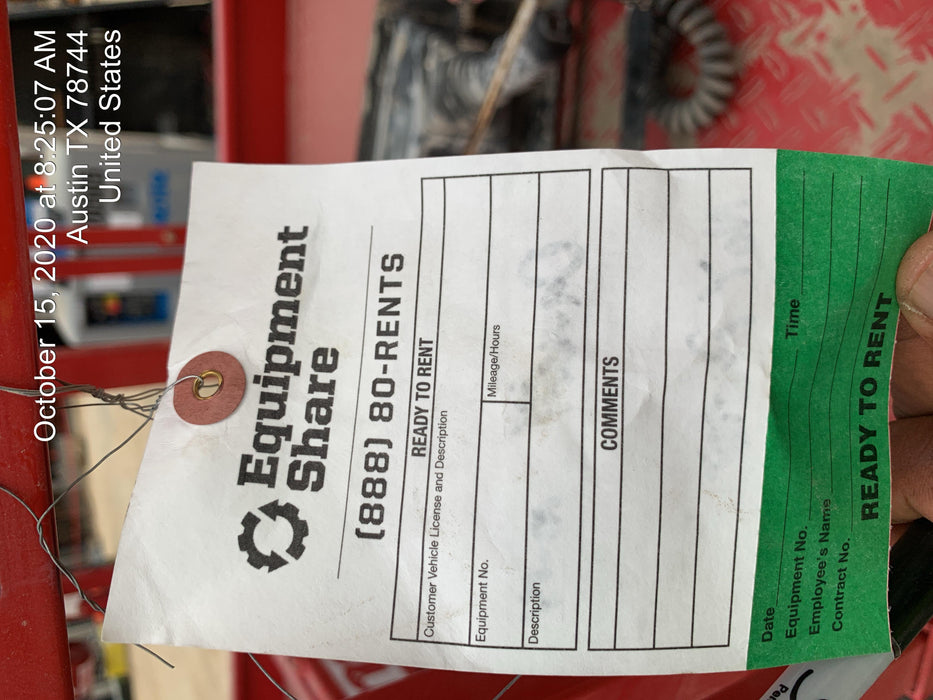 October 15, 2020 at 8:25:07 AM
Austin TX 78744
United States
Equipment
Share
(888) 80-RENTS
READY TO RENT
Customer Vehicle License and Description
Equipment No.
Mileage/Hours
Description
COMMENTS
Date
Time
Equipment No.
Employee's Name
Contract No.
READY TO RENT